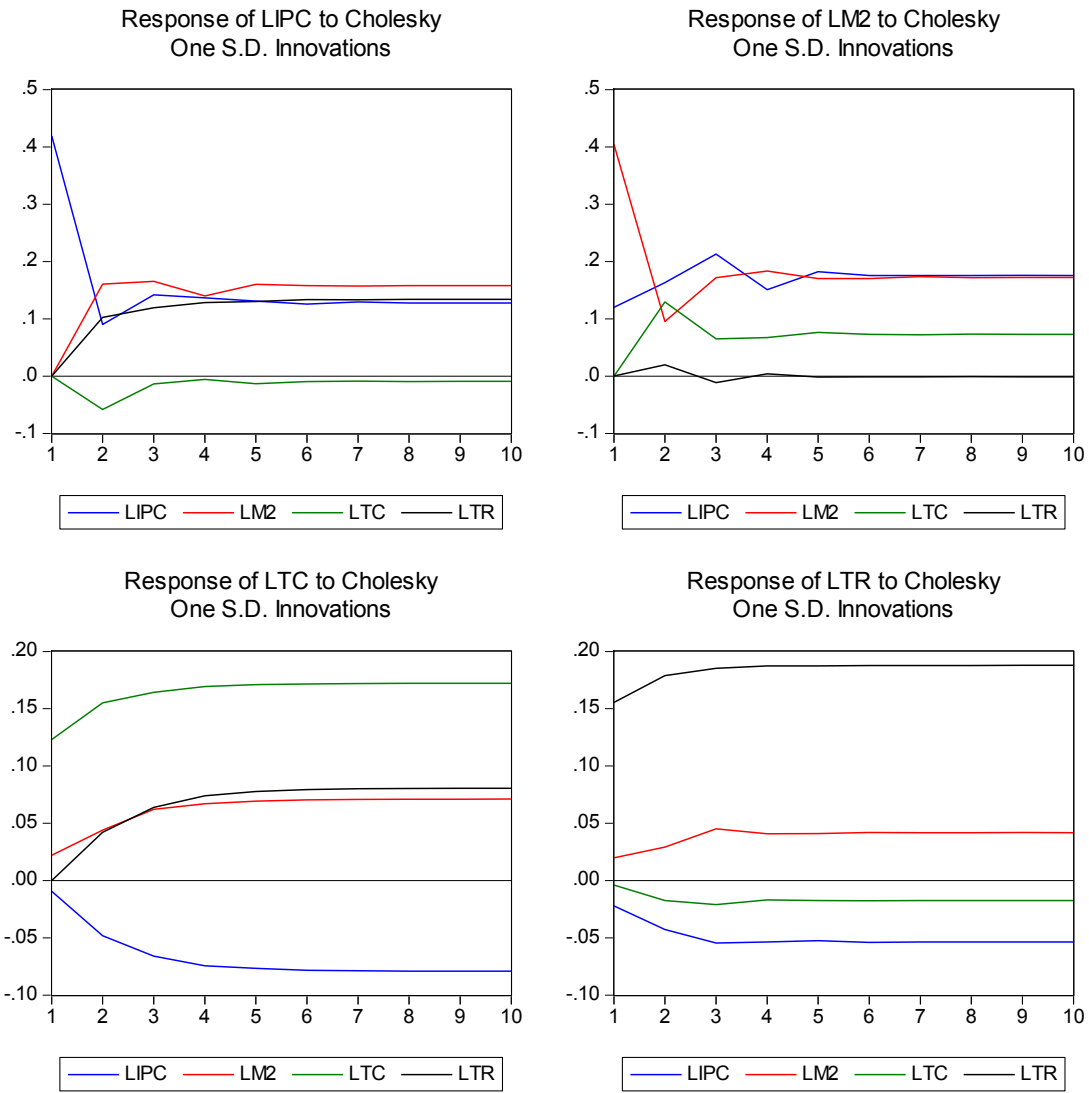 Response of LIPC to Cholesky
One S.D. Innovations
.5
.4
.3
.2
.1
.0
-.1
1 2 3 4 5 6 7 8 9 10
LIPC LM2 LTC LTR
Response of LM2 to Cholesky
One S.D. Innovations
.5
.4
.3
.2
.1
.0
-.1
1 2 3 4 5 6 7 8 9 10
LIPC LM2 LTC LTR
Response of LTC to Cholesky
One S.D. Innovations
.20
.15
.10
.05
.00
-.05
-.10
1 2 3 4 5 6 7 8 9 10
LIPC LM2 LTC LTR
Response of LTR to Cholesky
One S.D. Innovations
.20
.15
.10
.05
.00
-.05
-.10
1 2 3 4 5 6 7 8 9 10
LIPC LM2 LTC LTR